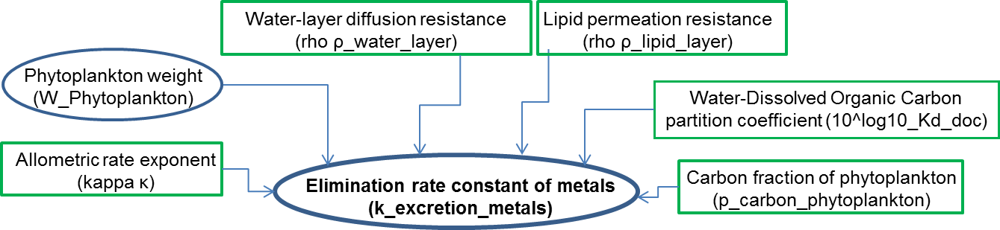 Water-layer diffusion resistance
(rho ρ_water_layer)
Lipid permeation resistance
(rho ρ_lipid_layer)
Phytoplankton weight
(W_Phytoplankton)
Water-Dissolved Organic Carbon
partition coefficient (10^log10_Kd_doc)
Allometric rate exponent
(kappa κ)
Elimination rate constant of metals
(k_excretion_metals)
Carbon fraction of phytoplankton
(p_carbon_phytoplankton)